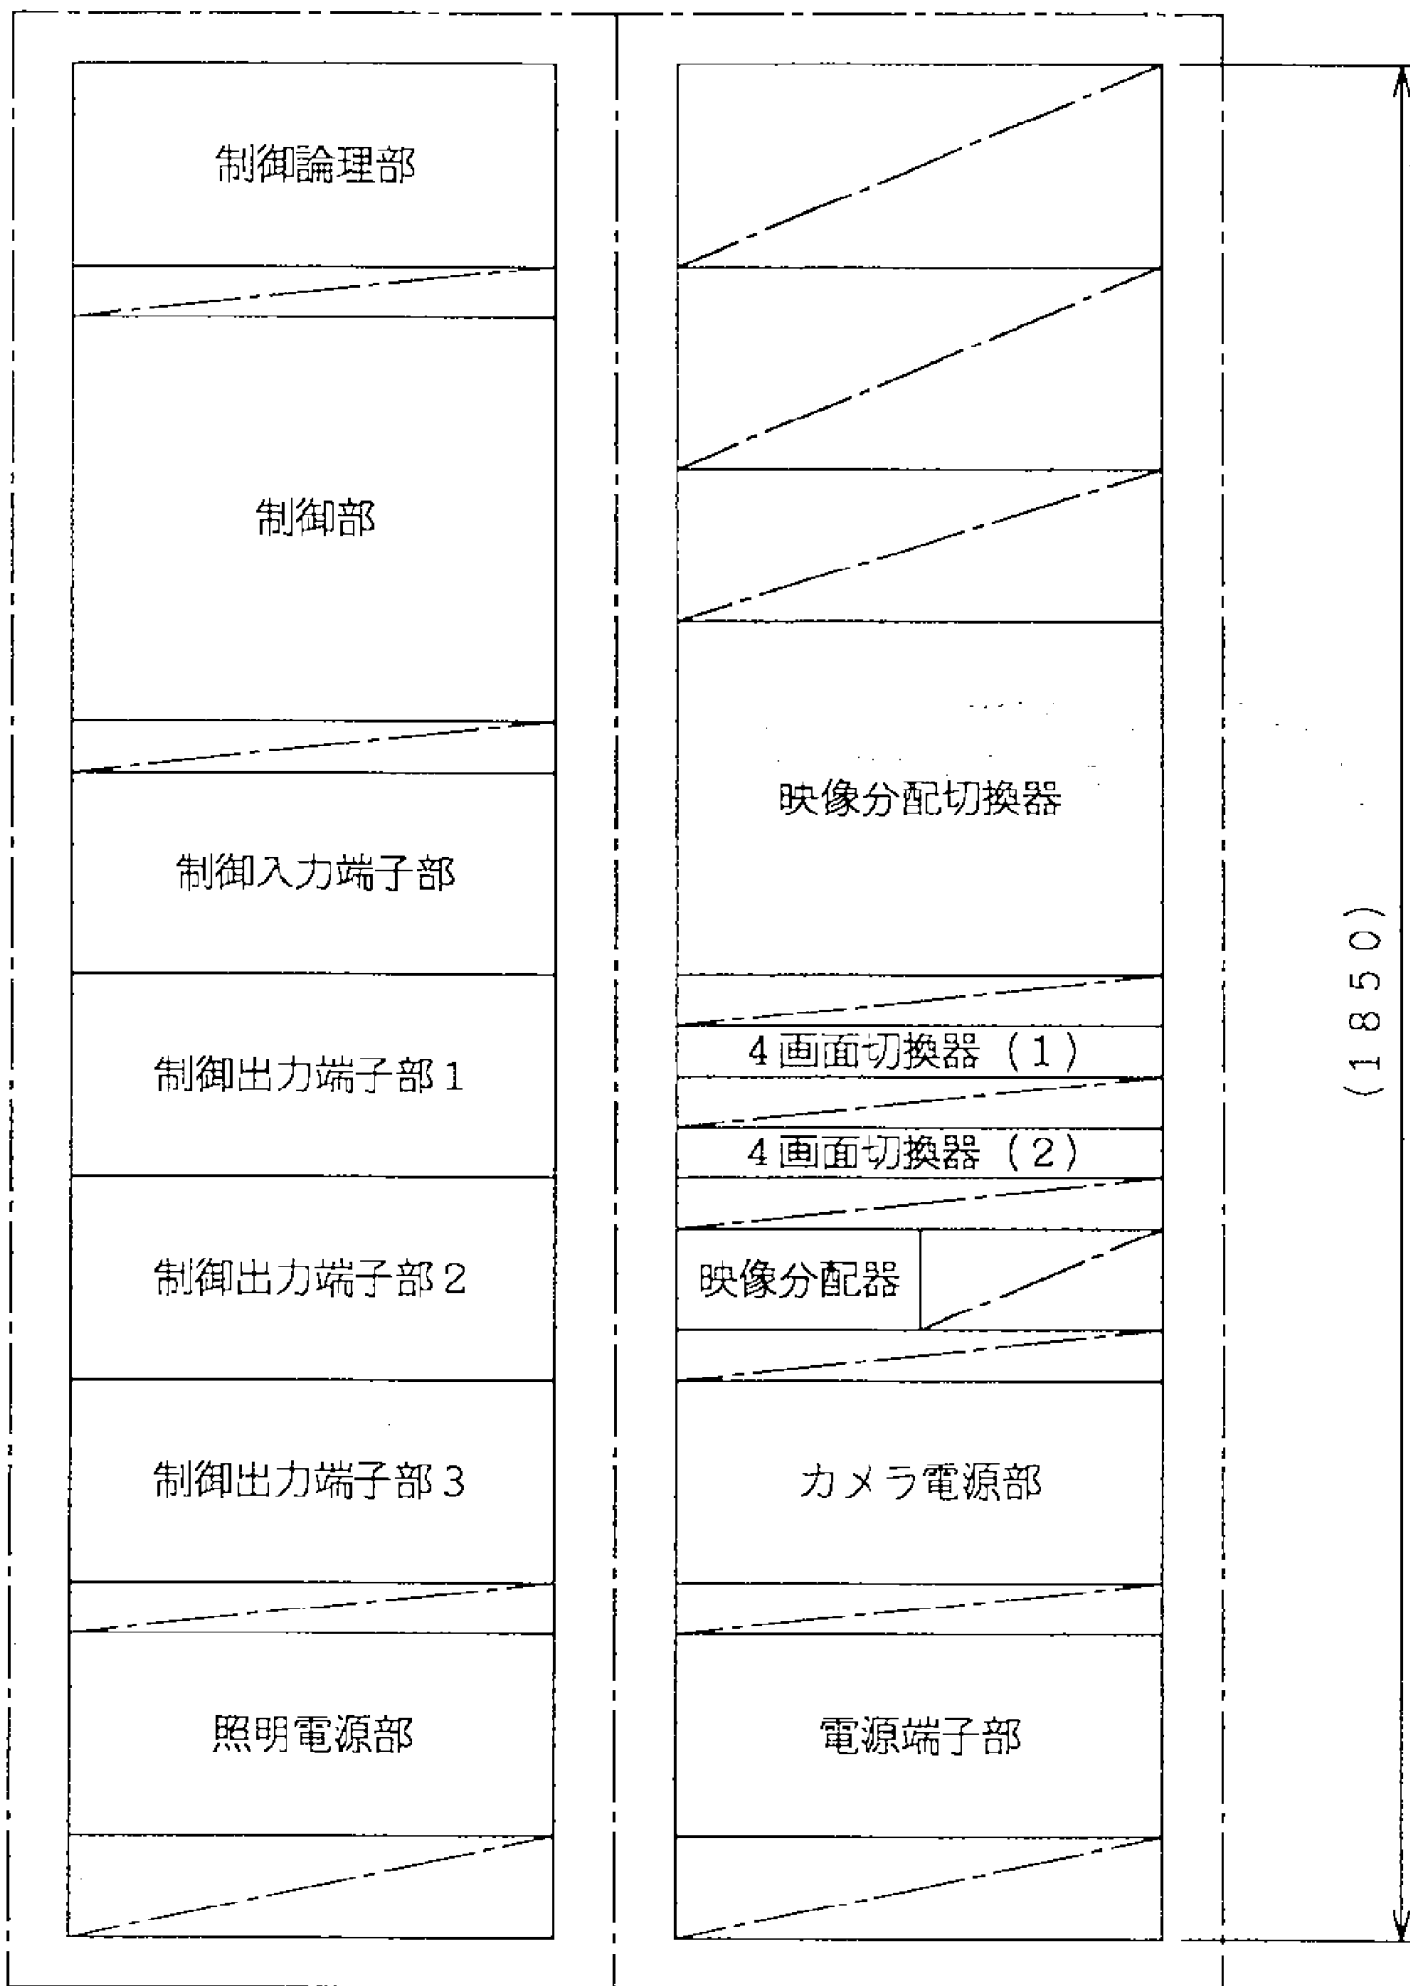 制御論理部
制御部
制御入力端子部
制御出力端子部1
制御出力端子部2
制御出力端子部3
照明電源部
映像分配切換器
4画面切換器(1)
4画面切換器(2)
映像分配器
カメラ電源部
電源端子部
(1850)